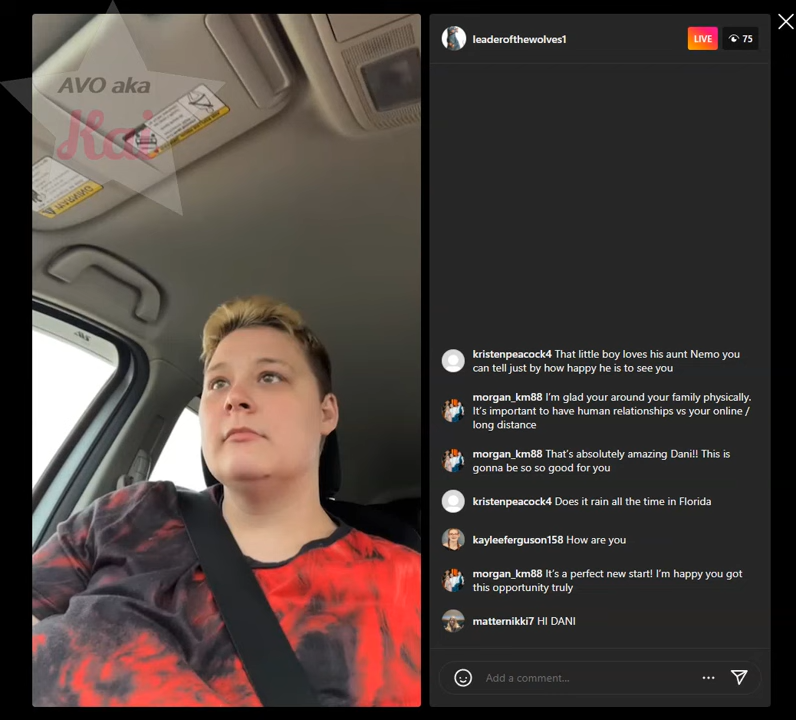 AVO aka
Kai
leaderofthewolves1
LIVE
75
kristenpeacock4 That little boy loves his aunt Nemo you
can tell just by how happy he is to see you
morgan_km88 I'm glad your around your family physically.
It's important to have human relationships vs your online /
long distance
morgan_km88 That's absolutely amazing Dani!! This is
gonna be so so good for you
kristenpeacock4 Does it rain all the time in Florida
kayleeferguson158 How are you
morgan_km88 It's a perfect new start! I'm happy you got
this opportunity truly
matternikki7 HI DANI
Add a comment...